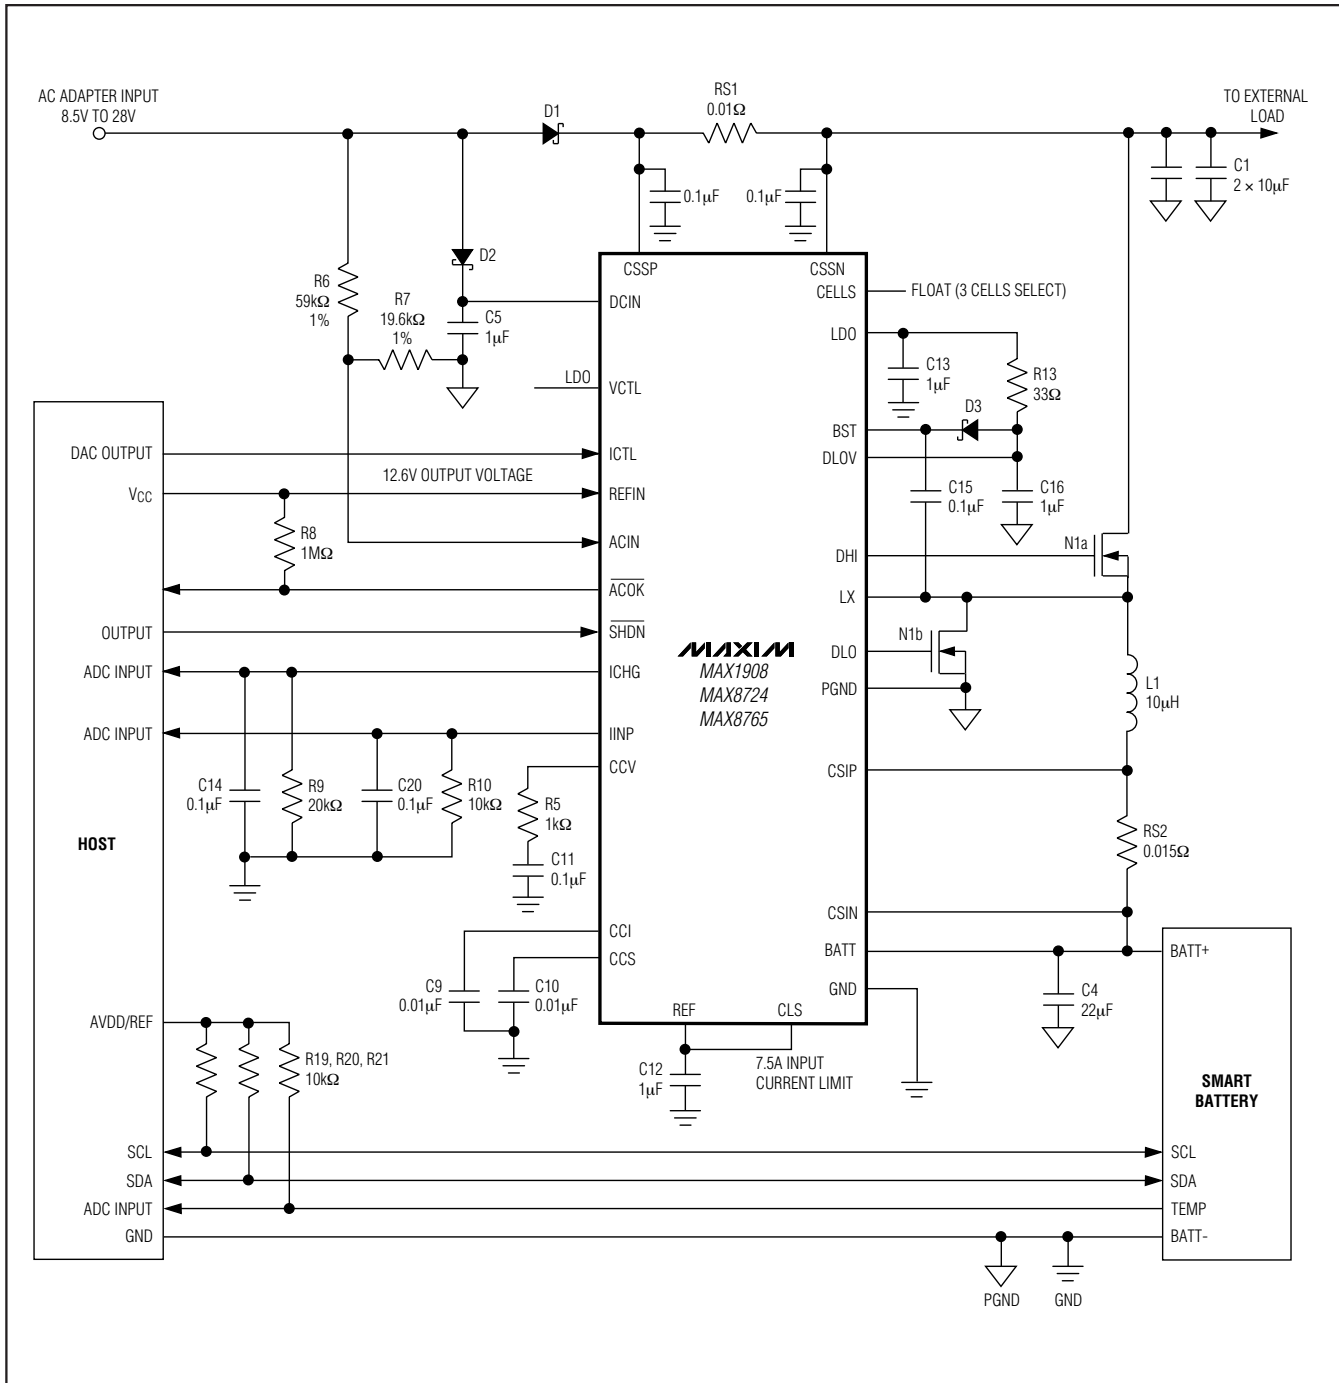 AC ADAPTER INPUT
8.5V TO 28V
D1
RS1
0.01Ω
TO EXTERNAL
LOAD
C1
2 × 10µF
0.1µF
0.1µF
D2
R6
59kΩ
1%
R7
19.6kΩ
1%
C5
1µF
CSSP
CSSN
CELLS
FLOAT (3 CELLS SELECT)
DCIN
LDO
C13
1µF
R13
33Ω
LDO
VCTL
D3
BST
DLOV
DAC OUTPUT
ICTL
12.6V OUTPUT VOLTAGE
VCC
REFIN
C15
0.1µF
C16
1µF
R8
1MΩ
ACIN
DHI
N1a
ACOK
LX
OUTPUT
SHDN
N1b
DLO
MAXIM
MAX1908
MAX8724
MAX8765
ADC INPUT
ICHG
PGND
L1
10µH
ADC INPUT
IINP
CCV
CSIP
C14
0.1µF
R9
20kΩ
C20
0.1µF
R10
10kΩ
R5
1kΩ
HOST
RS2
0.015Ω
C11
0.1µF
CSIN
CCI
BATT
BATT+
CCS
C9
0.01µF
C10
0.01µF
GND
C4
22µF
REF
CLS
AVDD/REF
R19, R20, R21
10kΩ
C12
1µF
7.5A INPUT
CURRENT LIMIT
SMART
BATTERY
SCL
SCL
SDA
SDA
ADC INPUT
TEMP
GND
BATT-
PGND
GND